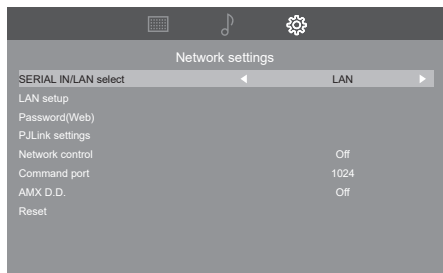 Network settings
SERIAL IN/LAN select LAN
LAN setup
Password(Web)
PJLink settings
Network control Off
Command port 1024
AMX D.D. Off
Reset